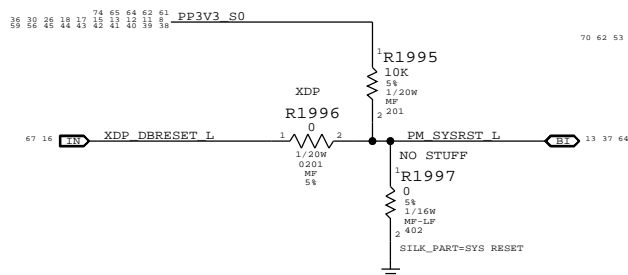 74 65 64 62 61
36 30 26 18 17 15 13 12 11 8 PP3V3_S0
59 56 45 44 43 42 41 40 39 38
70 62 53
1 R1995
10K
5%
1/20W
MF
2 201
XDP
R1996
0
67 16 IN XDP_DBRESET_L 1 2 PM_SYSRST_L BI 13 37 64
1/20W
0201
MF
5%
NO STUFF
1 R1997
0
5%
1/16W
MF-LF
2 402
SILK_PART=SYS RESET